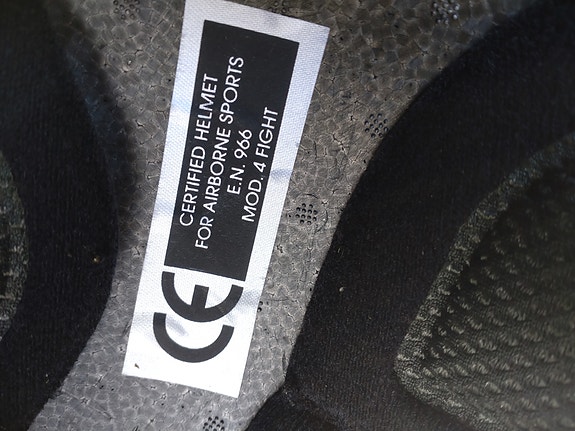 CERTIFIED HELMET
FOR AIRBORNE SPORTS
E.N. 966
MOD. 4 FIGHT
CE